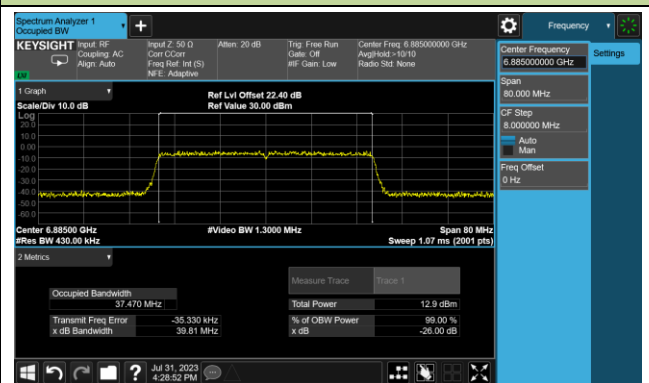 Spectrum Analyzer 1
Occupied BW
Frequency
KEYSIGHT
Input: RF
Coupling: AC
Align: Auto
Input Z: 50 Ω
Corr CCorr
Freq Ref: Int (S)
NFE: Adaptive
Atten: 20 dB
Trig: Free Run
Gate: Off
#IF Gain: Low
Center Freq: 6.885000000 GHz
Avg|Hold:>10/10
Radio Std: None
Center Frequency
6.885000000 GHz
Settings
Span
80.000 MHz
CF Step
8.000000 MHz
Auto
Man
Freq Offset
0 Hz
1 Graph
Scale/Div 10.0 dB
Ref Lvl Offset 22.40 dB
Ref Value 30.00 dBm
Log
20.0
10.0
0.00
-10.0
-20.0
-30.0
-40.0
-50.0
-60.0
Center 6.88500 GHz
#Res BW 430.00 kHz
#Video BW 1.3000 MHz
Span 80 MHz
Sweep 1.07 ms (2001 pts)
2 Metrics
Measure Trace
Trace 1
Occupied Bandwidth
37.470 MHz
Total Power
12.9 dBm
Transmit Freq Error
-35.330 kHz
% of OBW Power
99.00 %
x dB Bandwidth
39.81 MHz
x dB
-26.00 dB
Jul 31, 2023
4:28:52 PM